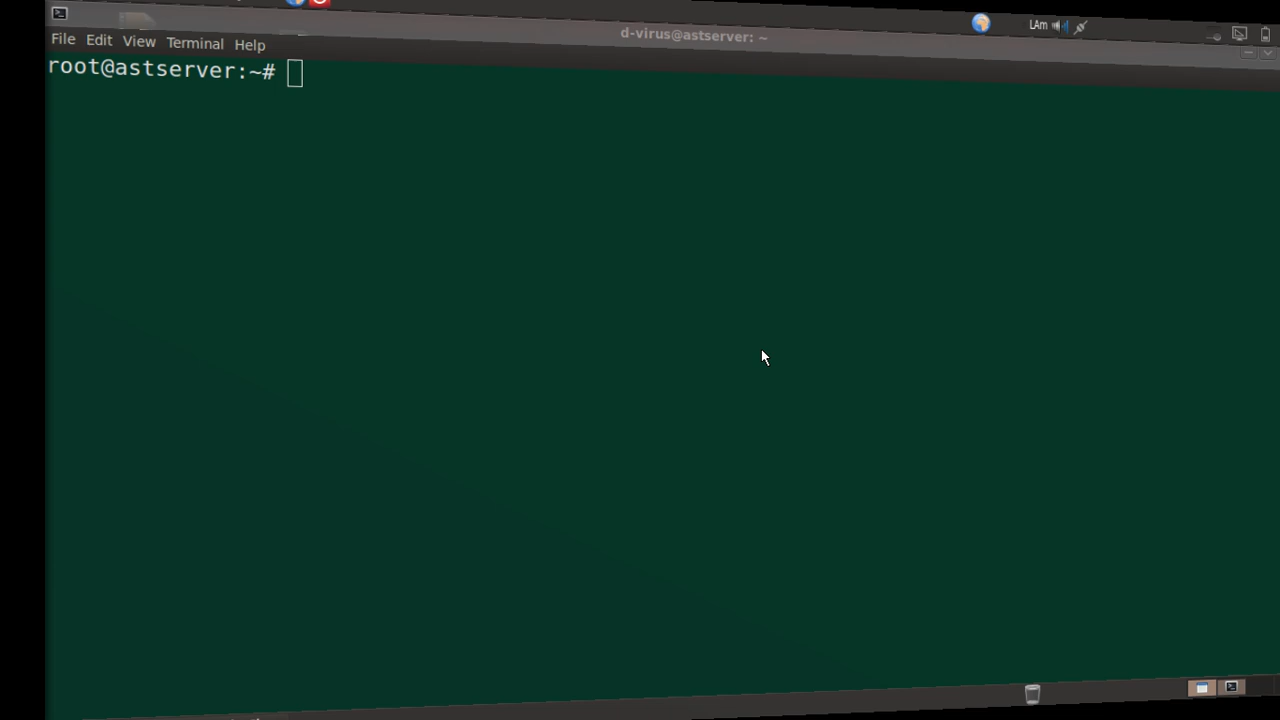 d-virus@astserver: ~
LAm
File Edit View Terminal Help
root@astserver:~#